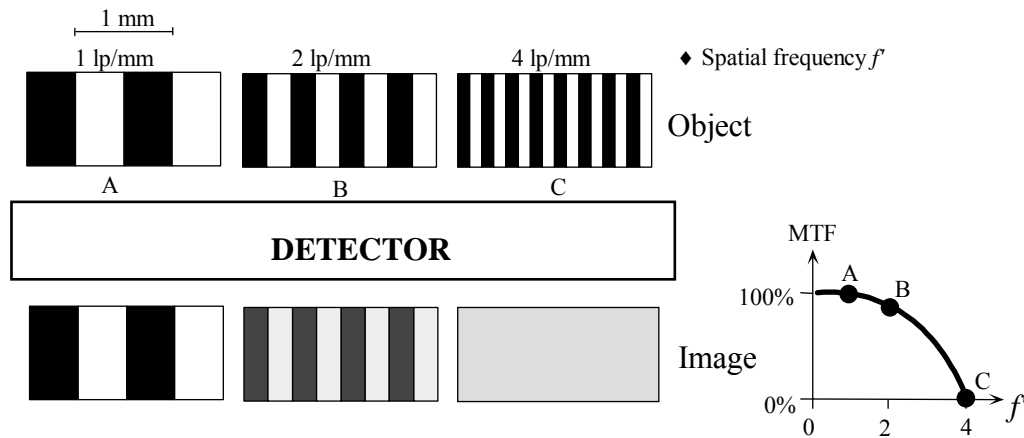 1 mm
1 lp/mm 2 lp/mm 4 lp/mm
♦ Spatial frequency f'
Object
A B C
DETECTOR
MTF
A
B
100%
Image
C
0%
f'
0 2 4